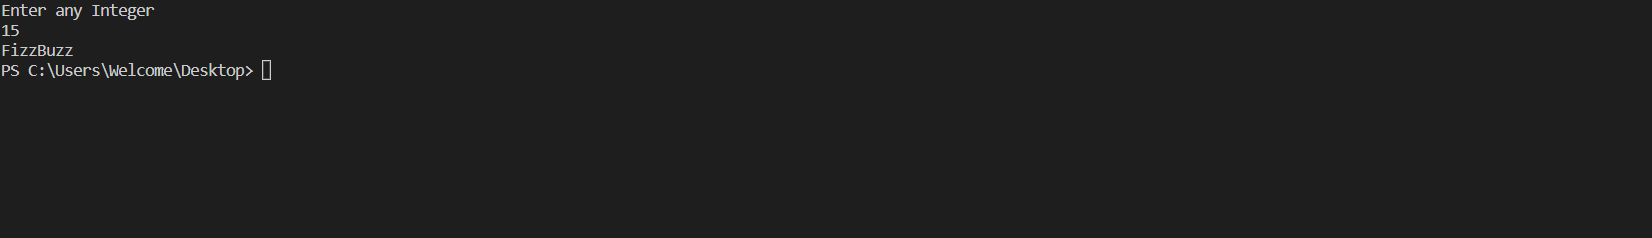 Enter any Integer
15
FizzBuzz
PS C:\Users\Welcome\Desktop>